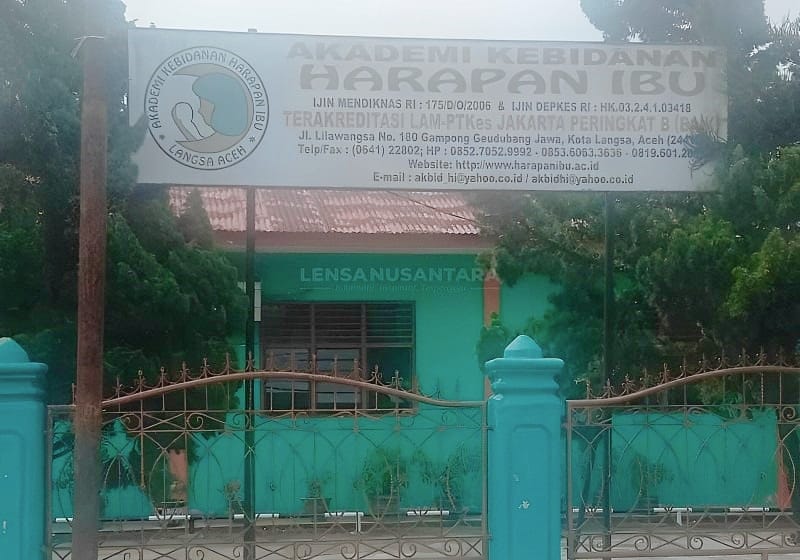 AKADEMI KEBIDANAN
HARAPAN IBU
IJIN MENDIKNAS RI : 175/D/O/2006 & IJIN DEPKES RI : HK.03.2.4.1.03418
TERAKREDITASI LAM-PTKes JAKARTA PERINGKAT B (BAIK)
Jl. Lilawangsa No. 180 Gampong Geudubang Jawa, Kota Langsa, Aceh
Telp/Fax : (0641) 22802; HP : 0852.7052.9992 - 0853.6063.3636 -
Website: http://www.harapanibu.ac.id
E-mail : akbid_hi@yahoo.co.id / akbidhi@yahoo.co.id
AKADEMI KEBIDANAN HARAPAN IBU
LANGSA ACEH
LENSANUSANTARA